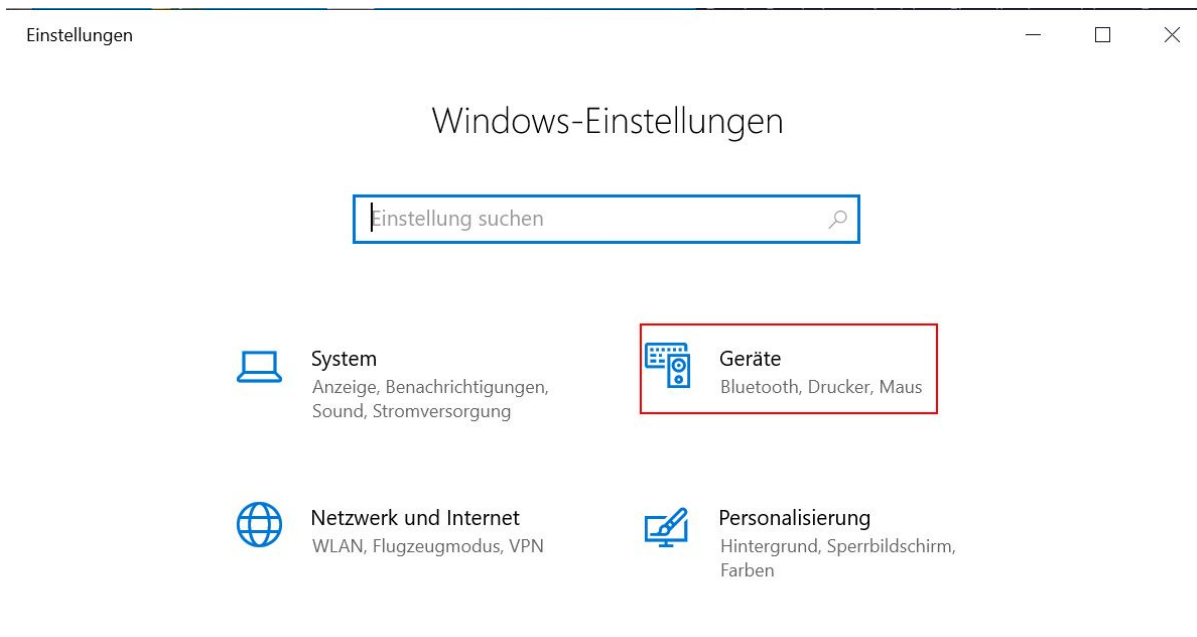 Einstellungen
Windows-Einstellungen
Einstellung suchen
System
Anzeige, Benachrichtigungen,
Sound, Stromversorgung
Geräte
Bluetooth, Drucker, Maus
Netzwerk und Internet
WLAN, Flugzeugmodus, VPN
Personalisierung
Hintergrund, Sperrbildschirm,
Farben